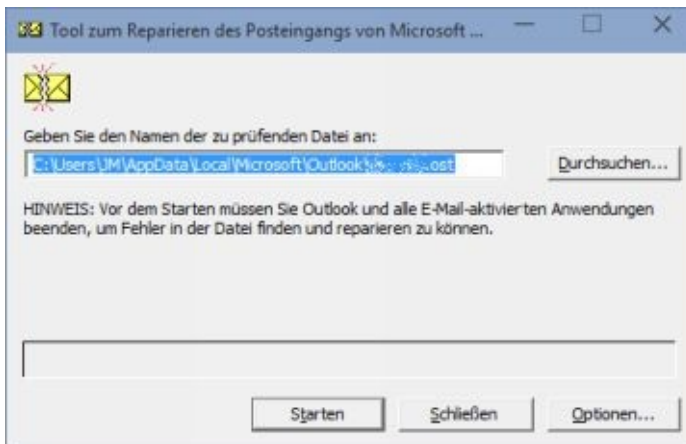 Tool zum Reparieren des Posteingangs von Microsoft ...
Geben Sie den Namen der zu prüfenden Datei an:
C:\Users\JM\AppData\Local\Microsoft\Outlook\ .ost
Durchsuchen...
HINWEIS: Vor dem Starten müssen Sie Outlook und alle E-Mail-aktivierten Anwendungen
beenden, um Fehler in der Datei finden und reparieren zu können.
Starten
Schließen
Optionen...